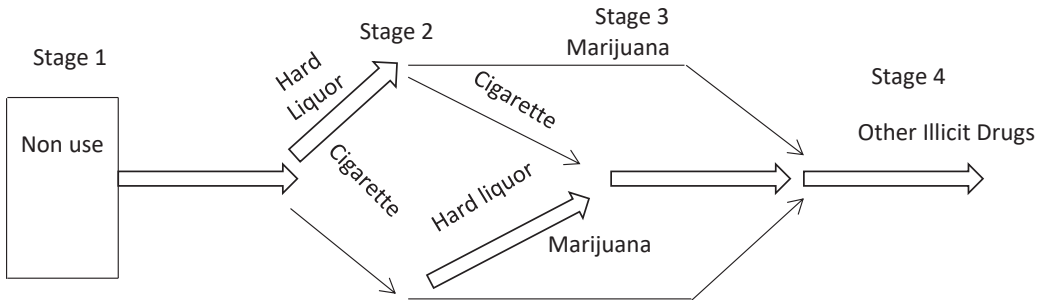 Stage 1
Non use
Stage 2
Hard
Liquor
Cigarette
Cigarette
Hard liquor
Stage 3
Marijuana
Marijuana
Stage 4
Other Illicit Drugs